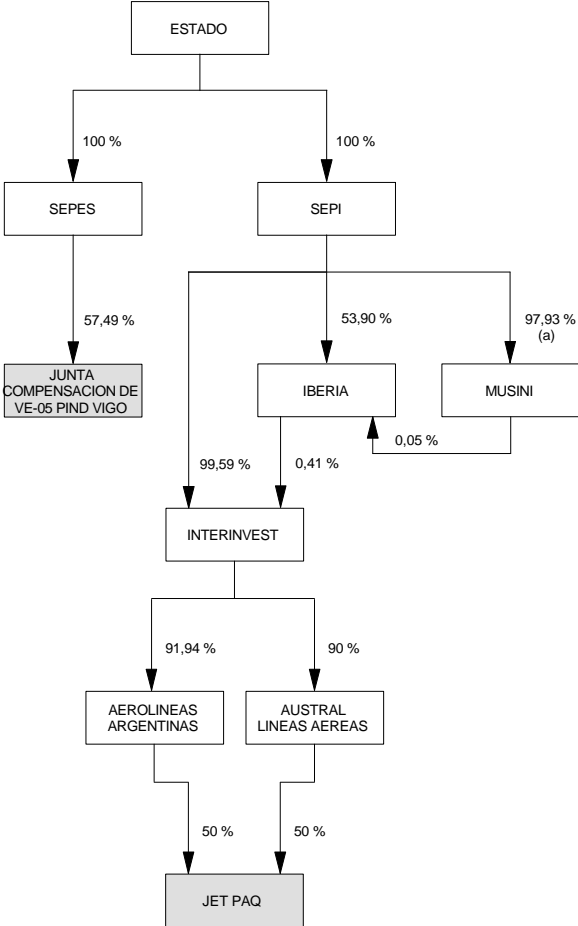 ESTADO
100 %
100 %
SEPES
SEPI
57,49 %
53,90 %
97,93 %
(a)
JUNTA
COMPENSACION DE
VE-05 PIND VIGO
IBERIA
MUSINI
0,05 %
99,59 %
0,41 %
INTERINVEST
91,94 %
90 %
AEROLINEAS
ARGENTINAS
AUSTRAL
LINEAS AEREAS
50 %
50 %
JET PAQ